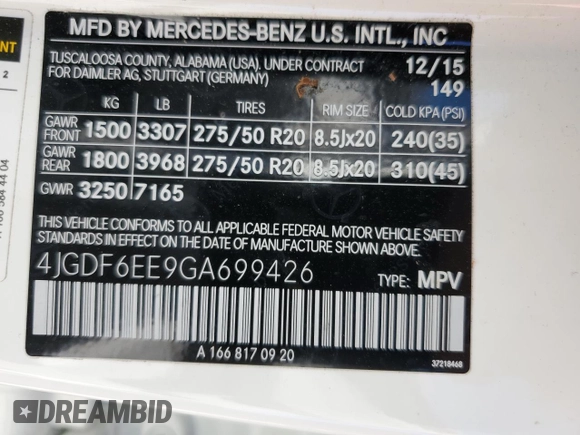 MFD BY MERCEDES-BENZ U.S. INTL., INC
TUSCALOOSA COUNTY, ALABAMA (USA). UNDER CONTRACT 12/15
FOR DAIMLER AG, STUTTGART (GERMANY) 149
KG LB TIRES RIM SIZE COLD KPA (PSI)
GAWR FRONT 1500 3307 275/50 R20 8.5Jx20 240(35)
GAWR REAR 1800 3968 275/50 R20 8.5Jx20 310(45)
GVWR 3250 7165
THIS VEHICLE CONFORMS TO ALL APPLICABLE FEDERAL MOTOR VEHICLE SAFETY
STANDARDS IN EFFECT ON THE DATE OF MANUFACTURE SHOWN ABOVE.
4JGDF6EE9GA699426 TYPE: MPV
A 166 817 09 20
37218468
2
DREAMBID